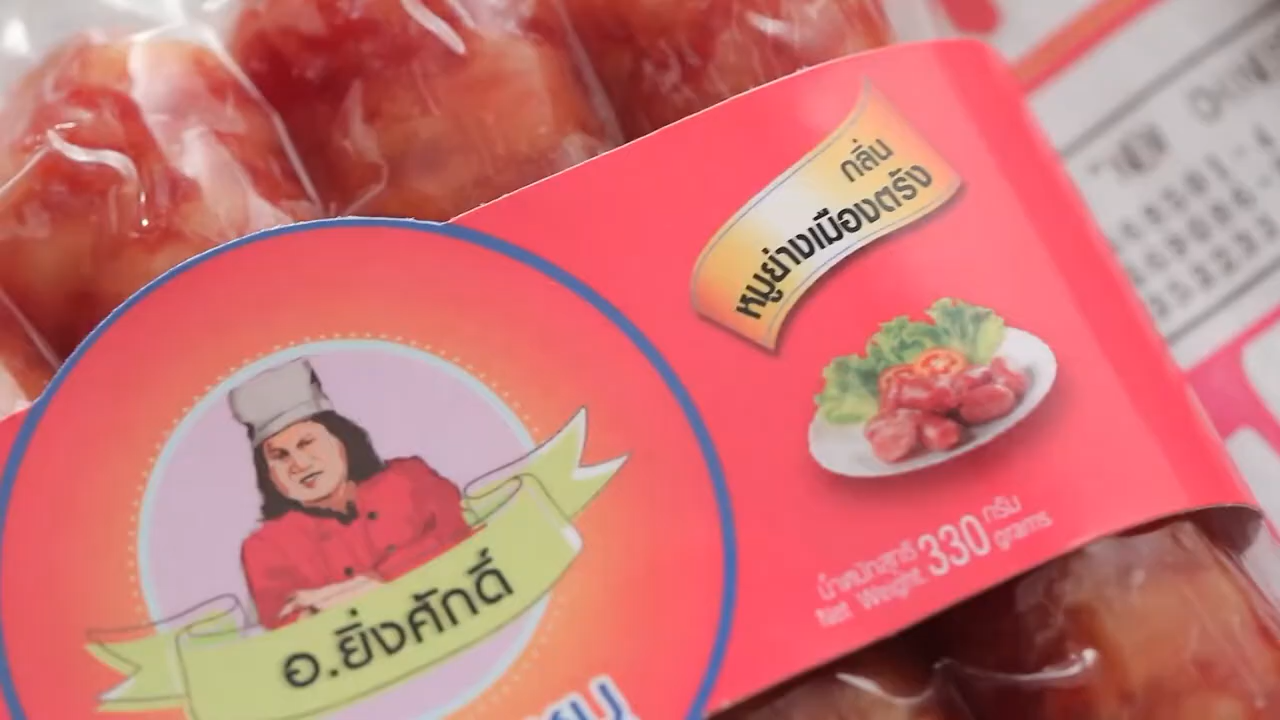 กลิ่น
หมูย่างเมืองตรัง
อ.ยิ่งศักดิ์
น้ำหนักสุทธิ 330 กรัม
Net Weight grams